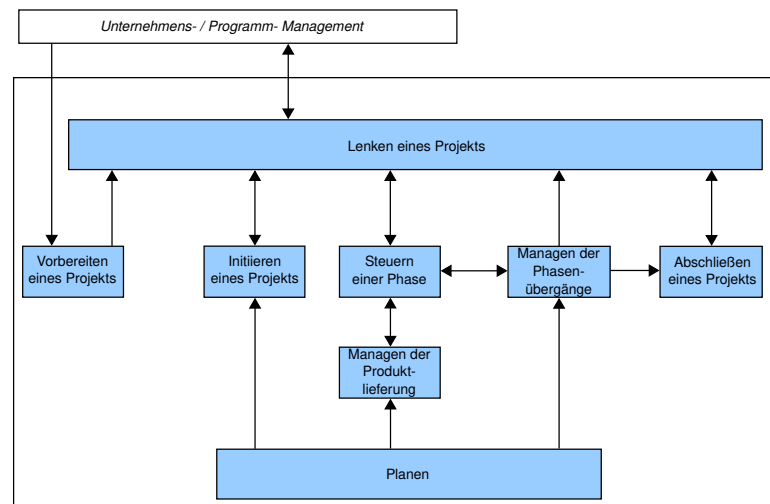 Unternehmens- / Programm- Management
Lenken eines Projekts
Vorbereiten
eines Projekts
Initiieren
eines Projekts
Steuern
einer Phase
Managen der
Phasen-
übergänge
Abschließen
eines Projekts
Managen der
Produkt-
lieferung
Planen